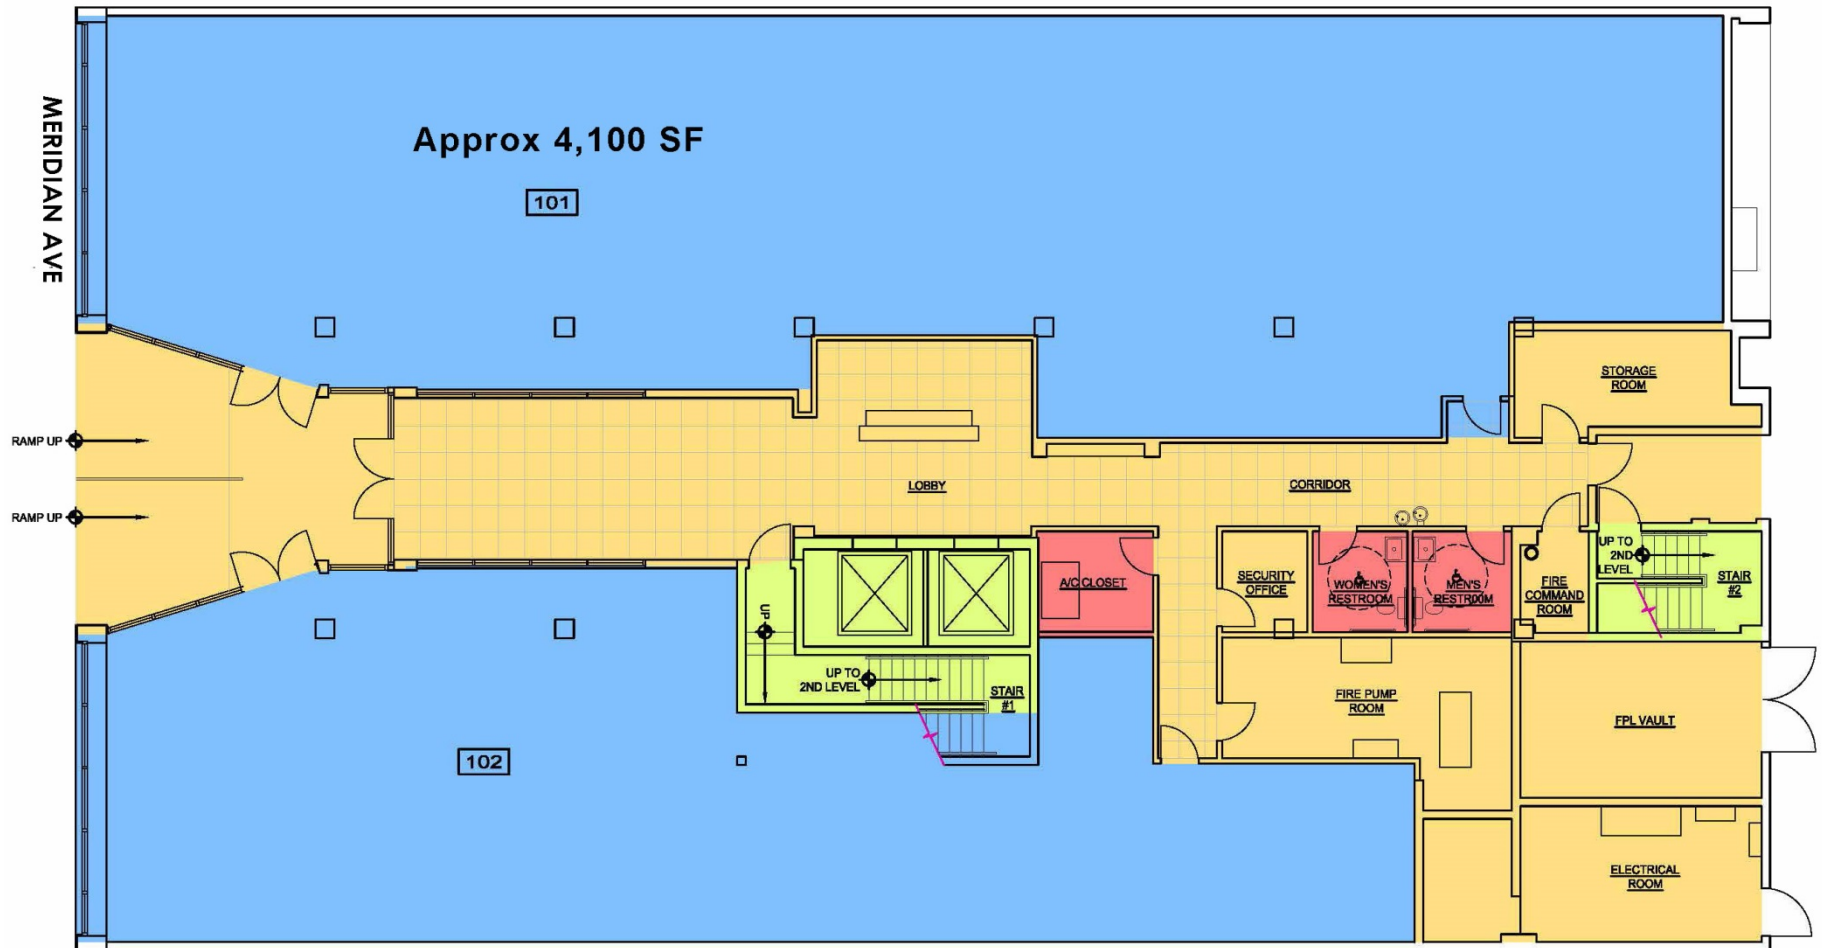 MERIDIAN AVE
Approx 4,100 SF
101
STORAGE
ROOM
RAMP UP
RAMP UP
LOBBY
CORRIDOR
A/C CLOSET
SECURITY
OFFICE
WOMEN'S
RESTROOM
MEN'S
RESTROOM
FIRE
COMMAND
ROOM
UP TO
2ND
LEVEL
STAIR
#2
UP
UP TO
2ND LEVEL
STAIR
#1
FIRE PUMP
ROOM
FPL VAULT
102
ELECTRICAL
ROOM